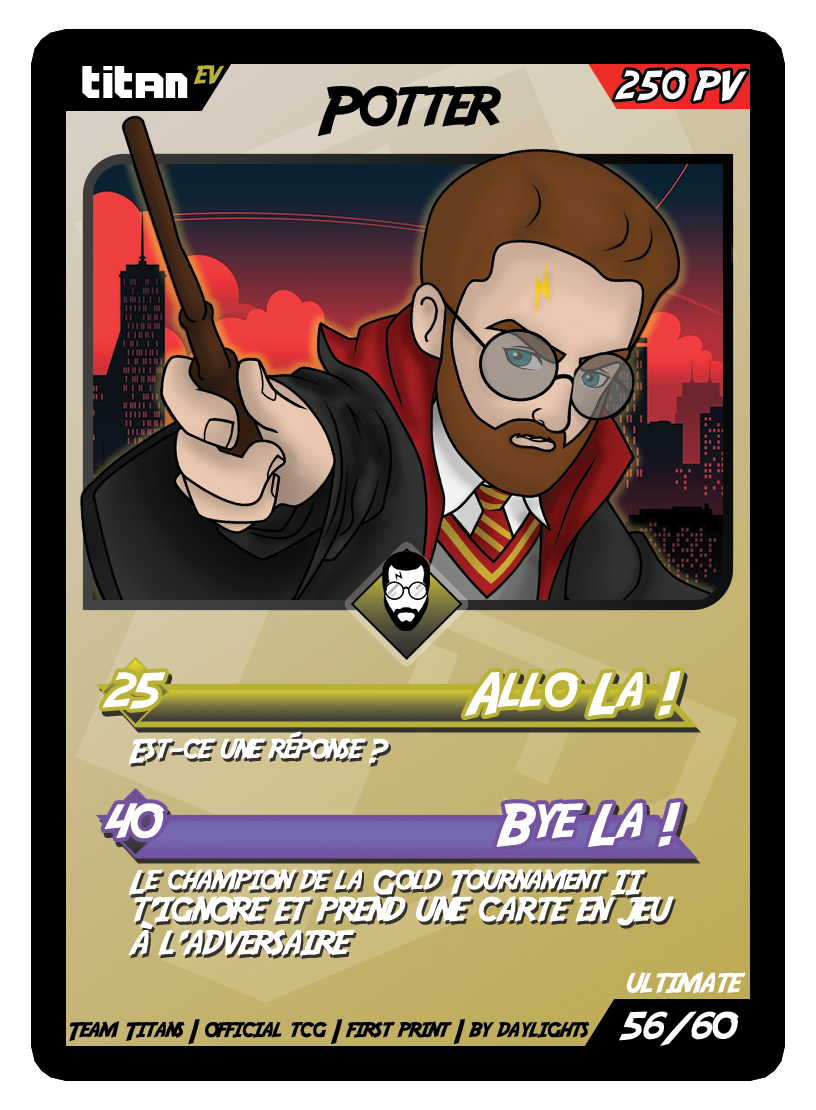 titan EV
POTTER
250 PV
25 ALLO LA !
EST-CE UNE RÉPONSE ?
40 BYE LA !
LE CHAMPION DE LA GOLD TOURNAMENT II
T'IGNORE ET PREND UNE CARTE EN JEU
À L'ADVERSAIRE
ULTIMATE
TEAM TITANS | OFFICIAL TCG | FIRST PRINT | BY DAYLIGHTS
56/60